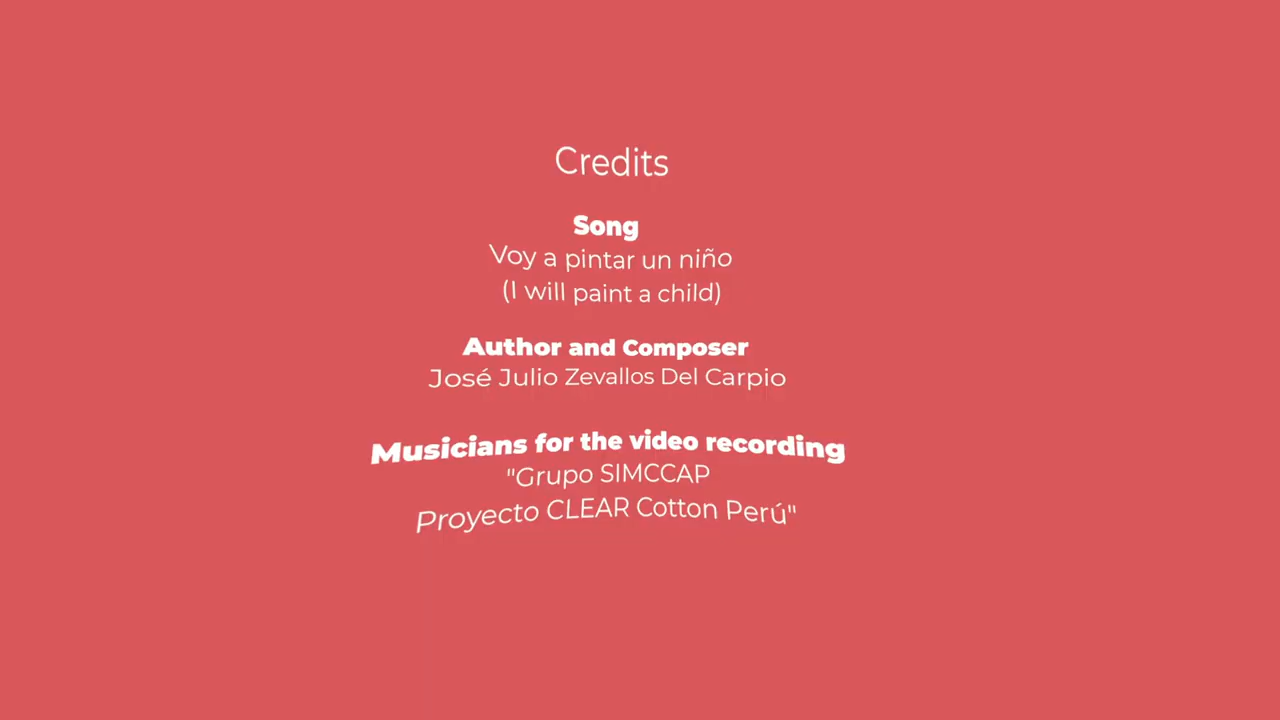 Credits
Song
Voy a pintar un niño
(I will paint a child)
Author and Composer
José Julio Zevallos Del Carpio
Musicians for the video recording
"Grupo SIMCCAP
Proyecto CLEAR Cotton Perú"